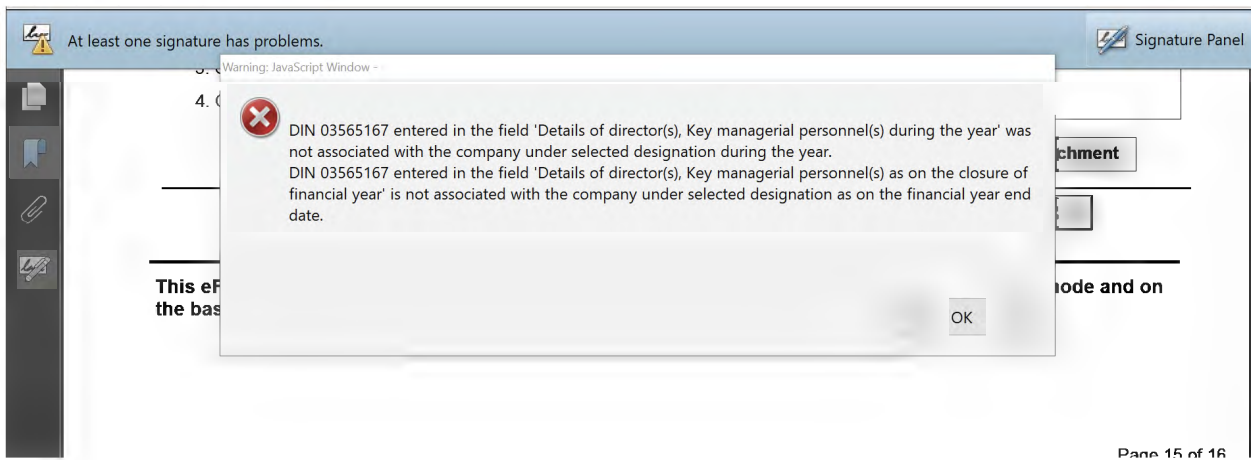 At least one signature has problems.
Signature Panel
Warning: JavaScript Window -
4.
DIN 03565167 entered in the field 'Details of director(s), Key managerial personnel(s) during the year' was
not associated with the company under selected designation during the year.
DIN 03565167 entered in the field 'Details of director(s), Key managerial personnel(s) as on the closure of
financial year' is not associated with the company under selected designation as on the financial year end
date.
chment
This eF
ode and on
the bas
OK
Page 15 of 16